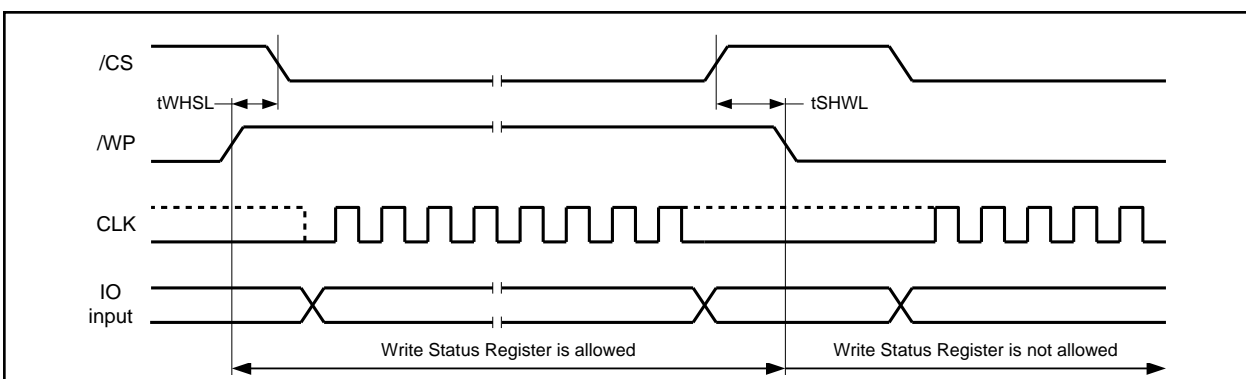 /CS
tWHSL
tSHWL
/WP
CLK
IO
input
Write Status Register is allowed
Write Status Register is not allowed